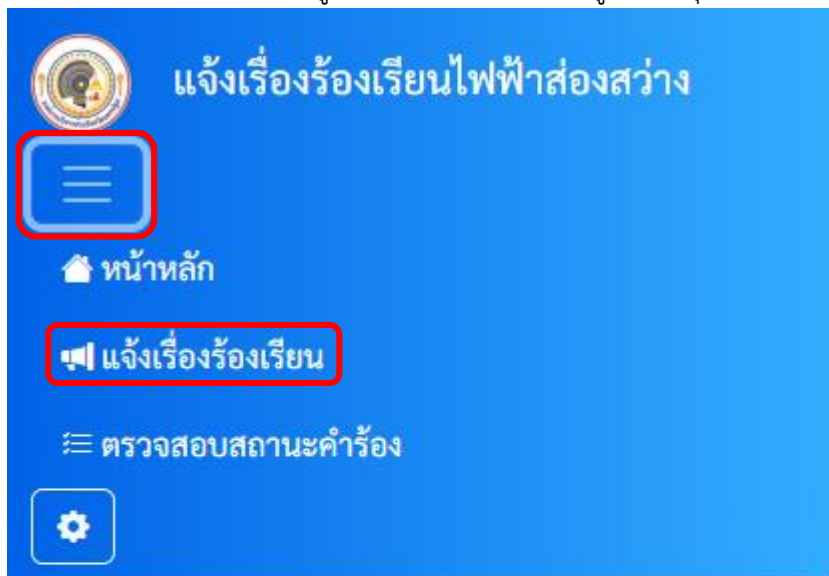 แจ้งเรื่องร้องเรียนไฟฟ้าส่องสว่าง
หน้าหลัก
แจ้งเรื่องร้องเรียน
ตรวจสอบสถานะคำร้อง